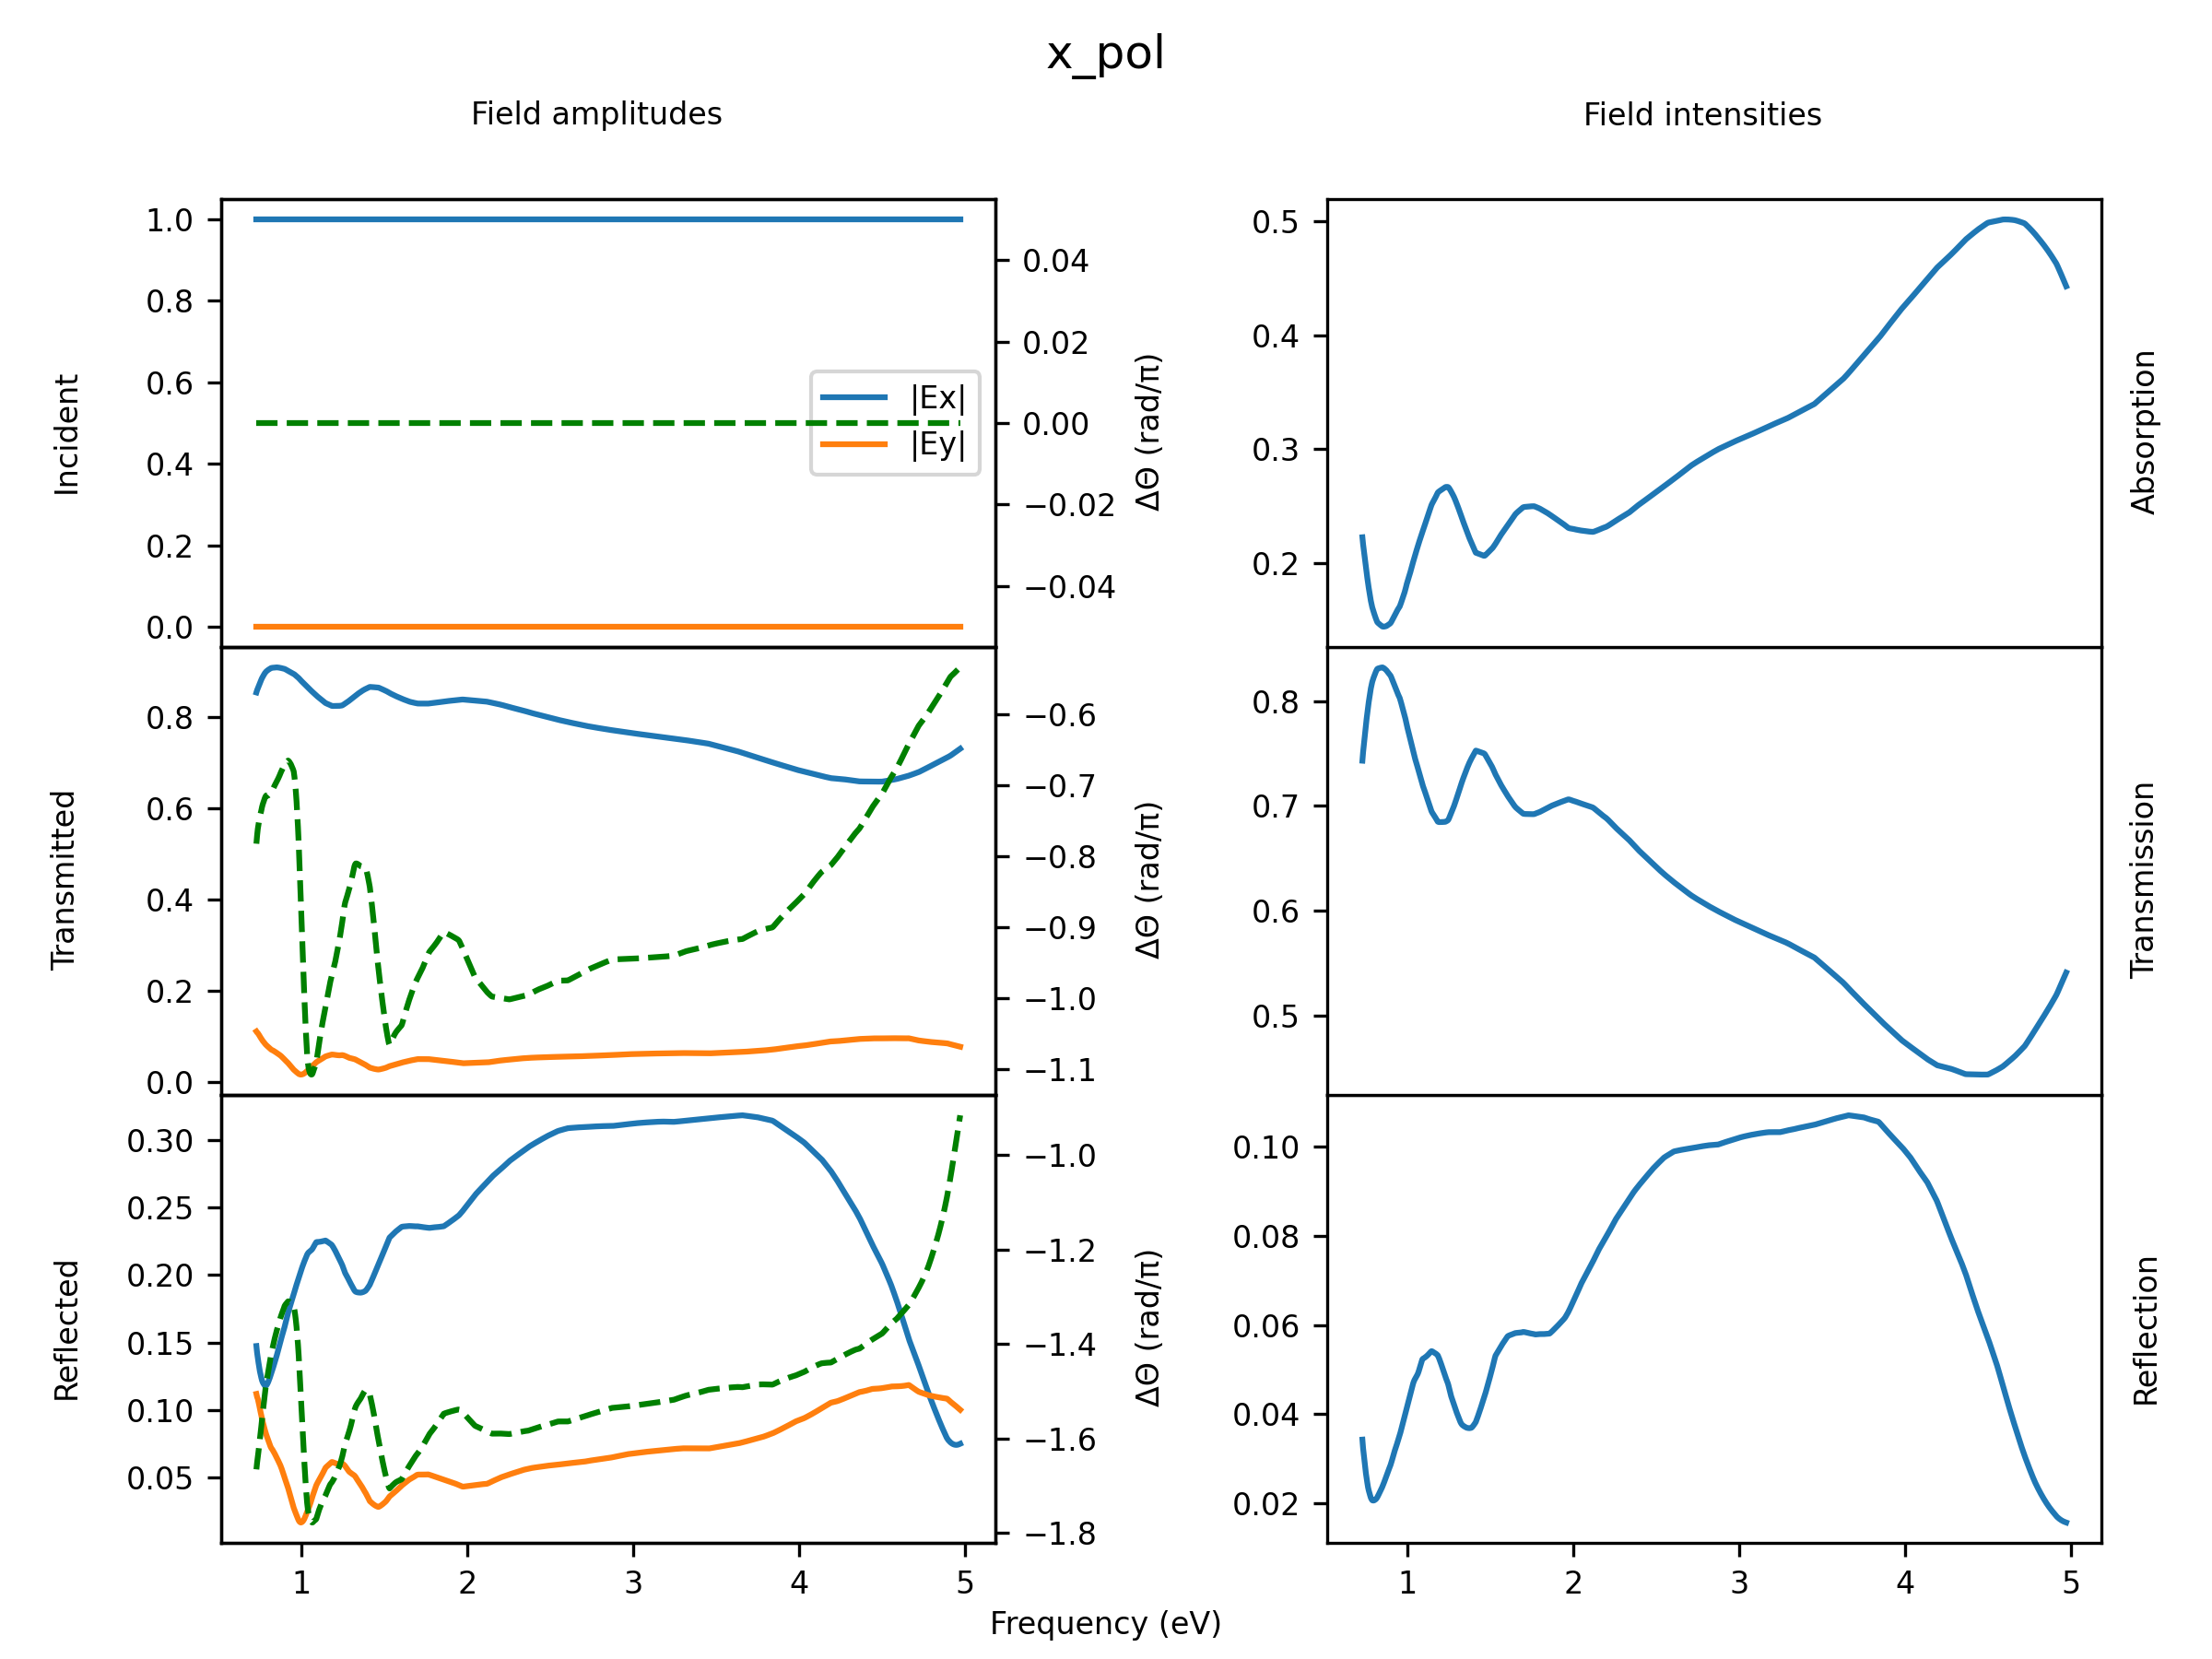 x_pol
Field amplitudes
Field intensities
Incident
1.0
0.8
0.6
0.4
0.2
0.0
|Ex|
|Ey|
0.04
0.02
0.00
−0.02
−0.04
ΔΘ (rad/π)
0.5
0.4
0.3
0.2
Absorption
Transmitted
0.8
0.6
0.4
0.2
0.0
−0.6
−0.7
−0.8
−0.9
−1.0
−1.1
ΔΘ (rad/π)
0.8
0.7
0.6
0.5
Transmission
Reflected
0.30
0.25
0.20
0.15
0.10
0.05
−1.0
−1.2
−1.4
−1.6
−1.8
ΔΘ (rad/π)
0.10
0.08
0.06
0.04
0.02
Reflection
1 2 3 4 5
1 2 3 4 5
Frequency (eV)